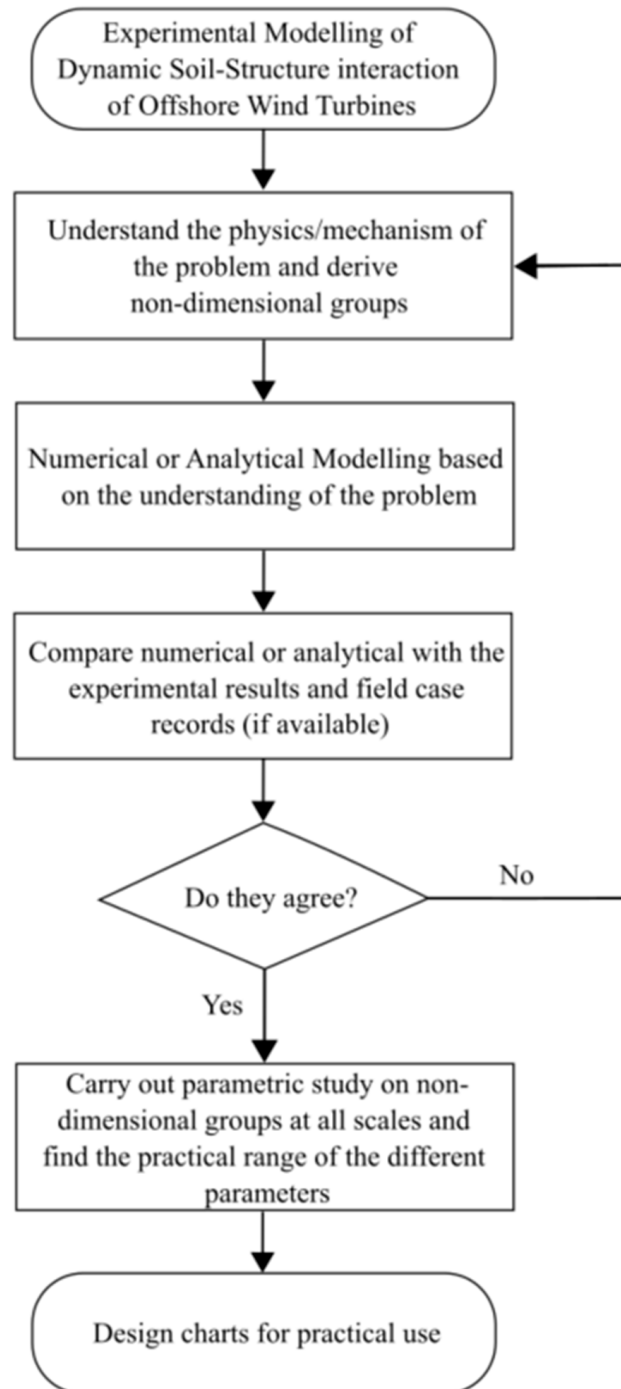 Experimental Modelling of
Dynamic Soil-Structure interaction
of Offshore Wind Turbines
Understand the physics/mechanism of
the problem and derive
non-dimensional groups
Numerical or Analytical Modelling based
on the understanding of the problem
Compare numerical or analytical with the
experimental results and field case
records (if available)
Do they agree?
No
Yes
Carry out parametric study on non-
dimensional groups at all scales and
find the practical range of the different
parameters
Design charts for practical use